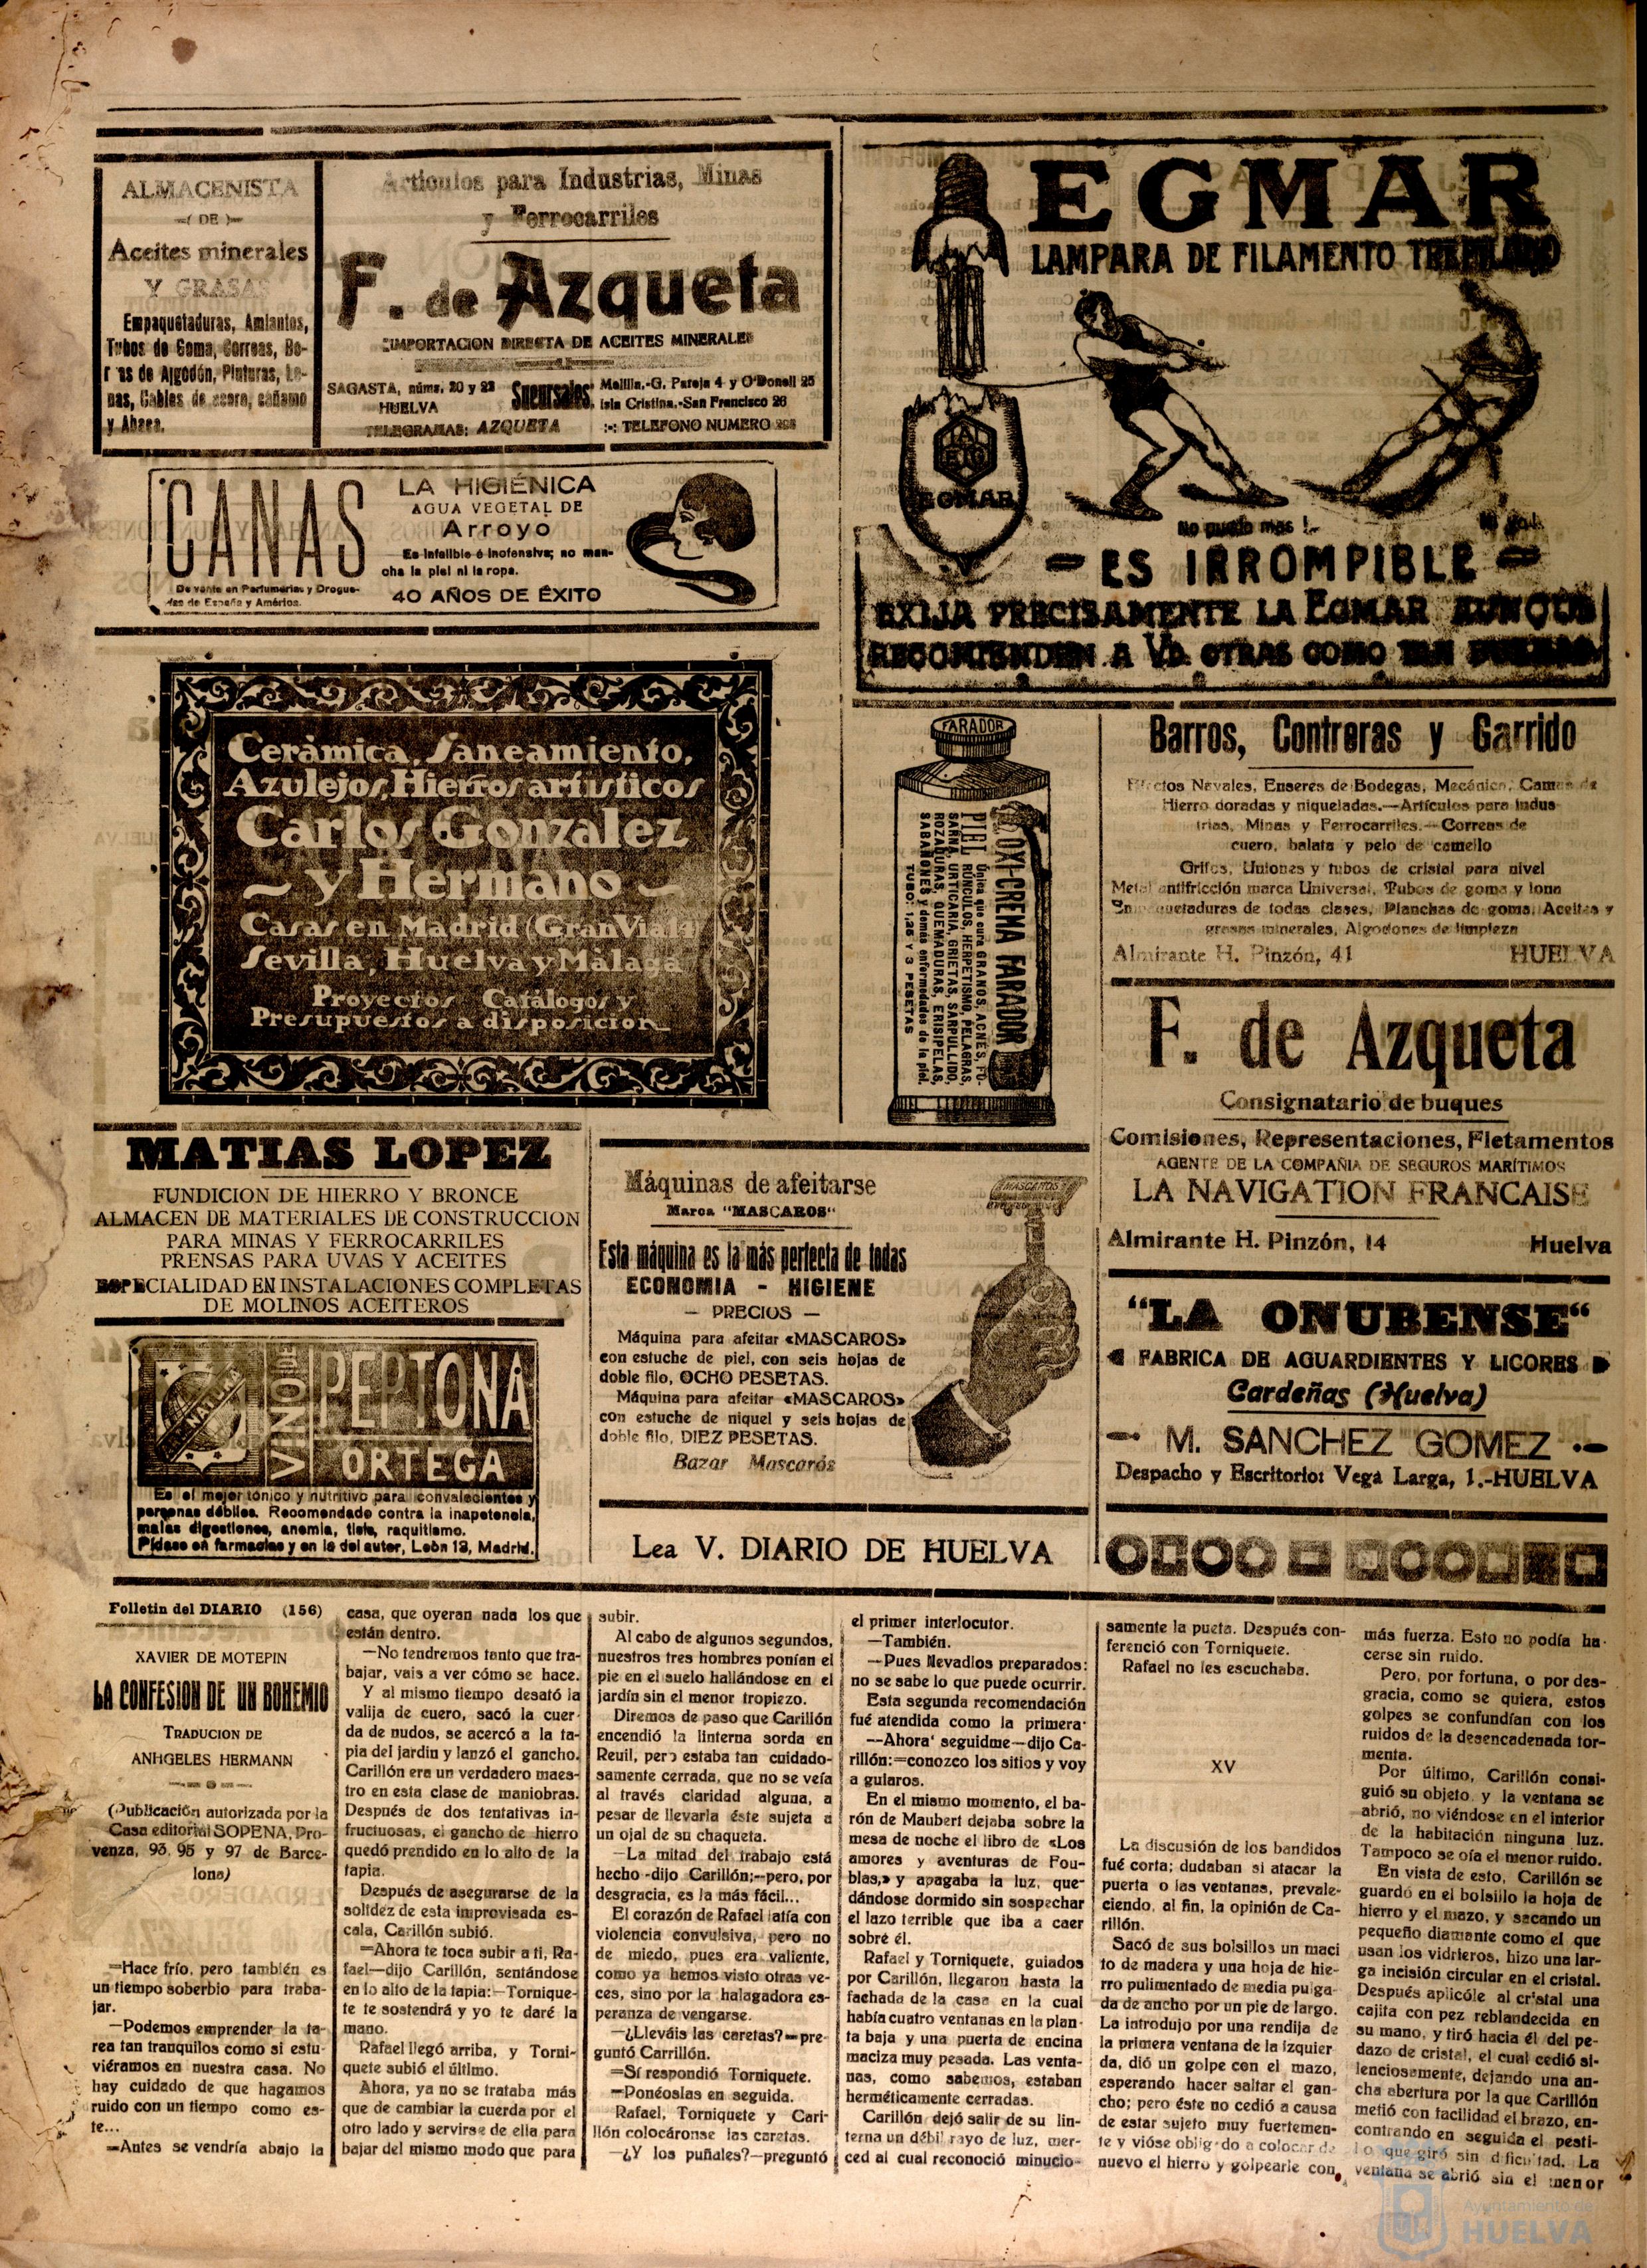 ALMACENISTA
DE
Aceites minerales
Y GRASAS
Empaquetaduras, Amiantos,
Tubos de Goma, Correas, Bo-
rras de Algodón, Pinturas, Lo-
nas, Cables de acero, cáñamo
y Abaca.
Artículos para Industrias, Minas
y Ferrocarriles
F. de Azqueta
IMPORTACION DIRECTA DE ACEITES MINERALES
SAGASTA, núms. 20 y 22
HUELVA
TELEGRAMAS: AZQUETA
Sucursales:
Melilla.-G. Pareja 4 y O'Donell 25
Isla Cristina.-San Francisco 26
:-: TELEFONO NUMERO
CANAS
De venta en Perfumerías y Drogue-
rías de España y América.
LA HIGIÉNICA
AGUA VEGETAL DE
Arroyo
Es infalible é inofensiva; no man-
cha la piel ni la ropa.
40 AÑOS DE ÉXITO
EGMAR
LAMPARA DE FILAMENTO
EGMAR
No puedo mas!..
= ES IRROMPIBLE =
EXIJA PRECISAMENTE LA EGMAR AUNQUE
RECOMIENDEN A VD. OTRAS COMO TAN BUENAS
Cerámica, Saneamiento,
Azulejos, Hierros artísticos
Carlos Gonzalez
y Hermano
Casas en Madrid (Gran Via 14)
Sevilla, Huelva y Málaga
Proyectos Catálogos y
Presupuestos a disposicion
FARADOR
OXI-CREMA FARADOR
PIEL Unica que cura GRANOS, ACNÉS, FO-
RÚNCULOS, HERPETISMO, PELAGRAS,
SARNA, URTICARIA, GRIETAS, SARPULLIDO,
ROZADURAS, QUEMADURAS, ERISIPELAS,
SABAÑONES y demás enfermedades de la piel.
TUBO: 1,25 Y 3 PESETAS
Barros, Contreras y Garrido
Efectos Navales, Enseres de Bodegas, Mecánica, Camas de
Hierro doradas y niqueladas.—Artículos para Indus
trias, Minas y Ferrocarriles.—Correas de
cuero, balata y pelo de camello
Grifos, Uniones y tubos de cristal para nivel
Metal antifricción marca Universal, Tubos de goma y lona
Empaquetaduras de todas clases, Planchas de goma, Aceites y
grasas minerales, Algodones de limpieza
Almirante H. Pinzón, 41 HUELVA
F. de Azqueta
Consignatario de buques
Comisiones, Representaciones, Fletamentos
AGENTE DE LA COMPAÑIA DE SEGUROS MARÍTIMOS
LA NAVIGATION FRANCAISE
Almirante H. Pinzón, 14 Huelva
MATIAS LOPEZ
FUNDICION DE HIERRO Y BRONCE
ALMACEN DE MATERIALES DE CONSTRUCCION
PARA MINAS Y FERROCARRILES
PRENSAS PARA UVAS Y ACEITES
ESPECIALIDAD EN INSTALACIONES COMPLETAS
DE MOLINOS ACEITEROS
VINO DE PEPTONA
ORTEGA
Es el mejor tónico y nutritivo para convalecientes y
personas débiles. Recomendado contra la inapetencia,
malas digestiones, anemia, tisis, raquitismo.
Pídase en farmacias y en la del autor, León 13, Madrid.
Máquinas de afeitarse
Marca "MASCAROS"
MASCAROS
Esta máquina es la más perfecta de todas
ECONOMIA - HIGIENE
— PRECIOS —
Máquina para afeitar «MASCAROS»
con estuche de piel, con seis hojas de
doble filo, OCHO PESETAS.
Máquina para afeitar «MASCAROS»
con estuche de niquel y seis hojas de
doble filo, DIEZ PESETAS.
Bazar Mascarós
Lea V. DIARIO DE HUELVA
"LA ONUBENSE"
FABRICA DE AGUARDIENTES Y LICORES
Cardeñas (Huelva)
M. SANCHEZ GOMEZ
Despacho y Escritorio: Vega Larga, 1.-HUELVA
Folletin del DIARIO (156)
XAVIER DE MOTEPIN
LA CONFESION DE UN BOHEMIO
TRADUCION DE
ANHGELES HERMANN
(Publicación autorizada por la
Casa editorial SOPENA, Pro-
venza, 93, 95 y 97 de Barce-
lona)
=Hace frío, pero también es
un tiempo soberbio para traba-
jar.
—Podemos emprender la ta-
rea tan tranquilos como si estu-
viéramos en nuestra casa. No
hay cuidado de que hagamos
ruido con un tiempo como es-
te...
=Antes se vendría abajo la
casa, que oyeran nada los que
están dentro.
—No tendremos tanto que tra-
bajar, vais a ver cómo se hace.
Y al mismo tiempo desató la
valija de cuero, sacó la cuer-
da de nudos, se acercó a la ta-
pia del jardin y lanzó el gancho.
Carillón era un verdadero maes-
tro en esta clase de maniobras.
Después de dos tentativas in-
fructuosas, el gancho de hierro
quedó prendido en lo alto de la
tapia.
Después de asegurarse de la
solidez de esta improvisada es-
cala, Carillón subió.
=Ahora te toca subir a ti, Ra-
fael—dijo Carillón, sentándose
en lo alto de la tapia:—Tornique-
te te sostendrá y yo te daré la
mano.
Rafael llegó arriba, y Torni-
quete subió el último.
Ahora, ya no se trataba más
que de cambiar la cuerda por el
otro lado y servirse de ella para
bajar del mismo modo que para
subir.
Al cabo de algunos segundos,
nuestros tres hombres ponían el
pie en el suelo hallándose en el
jardín sin el menor tropiezo.
Diremos de paso que Carillón
encendió la linterna sorda en
Reuil, pero estaba tan cuidado-
samente cerrada, que no se veía
al través claridad alguna, a
pesar de llevarla éste sujeta a
un ojal de su chaqueta.
—La mitad del trabajo está
hecho -dijo Carillón;—pero, por
desgracia, es la más fácil...
El corazón de Rafael latía con
violencia convulsiva, pero no
de miedo, pues era valiente,
como ya hemos visto otras ve-
ces, sino por la halagadora es-
peranza de vengarse.
—¿Lleváis las caretas?—pre-
guntó Carrillón.
=Sí respondió Torniquete.
—Ponéoslas en seguida.
Rafael, Torniquete y Cari-
llón colocáronse las caretas.
—¿Y los puñales?—preguntó
el primer interlocutor.
—También.
—Pues llevadlos preparados:
no se sabe lo que puede ocurrir.
Esta segunda recomendación
fué atendida como la primera·
--Ahora' seguidme—dijo Ca-
rillón:=conozco los sitios y voy
a guiaros.
En el mismo momento, el ba-
rón de Maubert dejaba sobre la
mesa de noche el libro de «Los
amores y aventuras de Fou-
blas,» y apagaba la luz, que-
dándose dormido sin sospechar
el lazo terrible que iba a caer
sobré él.
Rafael y Torniquete, guiados
por Carillón, llegaron hasta la
fachada de la casa en la cual
había cuatro ventanas en la plan-
ta baja y una puerta de encina
maciza muy pesada. Las venta-
nas, como sabemos, estaban
herméticamente cerradas.
Carillón dejó salir de su lin-
terna un débil rayo de luz, mer-
ced al cual reconoció minucio-
samente la pueta. Después con-
ferenció con Torniquete.
Rafael no les escuchaba.
XV
La discusión de los bandidos
fué corta; dudaban si atacar la
puerta o las ventanas, prevale-
ciendo, al fin, la opinión de Ca-
rillón.
Sacó de sus bolsillos un maci
to de madera y una hoja de hie-
rro pulimentado de media pulga-
da de ancho por un pie de largo.
La introdujo por una rendija de
la primera ventana de la izquier
da, dió un golpe con el mazo,
esperando hacer saltar el gan-
cho; pero éste no cedió a causa
de estar sujeto muy fuertemen-
te y vióse obligado a colocar de
nuevo el hierro y golpearle con
más fuerza. Esto no podía ha-
cerse sin ruido.
Pero, por fortuna, o por des-
gracia, como se quiera, estos
golpes se confundían con los
ruidos de la desencadenada tor-
menta.
Por último, Carillón consi-
guió su objeto, y la ventana se
abrió, no viéndose en el interior
de la habitación ninguna luz.
Tampoco se oía el menor ruido.
En vista de esto, Carillón se
guardó en el bolsillo la hoja de
hierro y el mazo, y sacando un
pequeño diamante como el que
usan los vidrieros, hizo una lar-
ga incisión circular en el cristal.
Después aplicóle al cristal una
cajita con pez reblandecida en
su mano, y tiró hacia él del pe-
dazo de cristal, el cual cedió si-
lenciosamente, dejando una an-
cha abertura por la que Carillón
metió con facilidad el brazo, en-
contrando en seguida el pesti-
llo que giró sin dificultad. La
ventana se abrió sin el menor
Ayuntamiento de
HUELVA